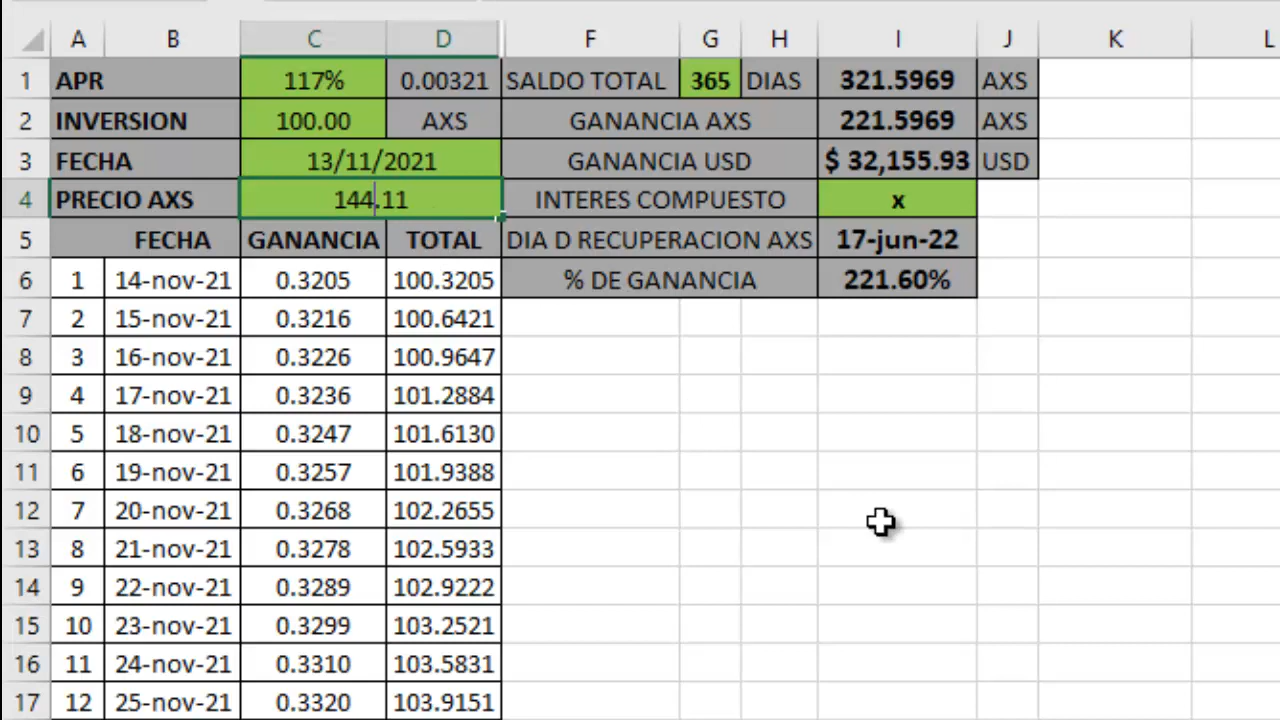 A B C D F G H I J K L
1 APR 117% 0.00321 SALDO TOTAL 365 DIAS 321.5969 AXS
2 INVERSION 100.00 AXS GANANCIA AXS 221.5969 AXS
3 FECHA 13/11/2021 GANANCIA USD $ 32,155.93 USD
4 PRECIO AXS 144.11 INTERES COMPUESTO x
5 FECHA GANANCIA TOTAL DIA D RECUPERACION AXS 17-jun-22
6 1 14-nov-21 0.3205 100.3205 % DE GANANCIA 221.60%
7 2 15-nov-21 0.3216 100.6421
8 3 16-nov-21 0.3226 100.9647
9 4 17-nov-21 0.3236 101.2884
10 5 18-nov-21 0.3247 101.6130
11 6 19-nov-21 0.3257 101.9388
12 7 20-nov-21 0.3268 102.2655
13 8 21-nov-21 0.3278 102.5933
14 9 22-nov-21 0.3289 102.9222
15 10 23-nov-21 0.3299 103.2521
16 11 24-nov-21 0.3310 103.5831
17 12 25-nov-21 0.3320 103.9151